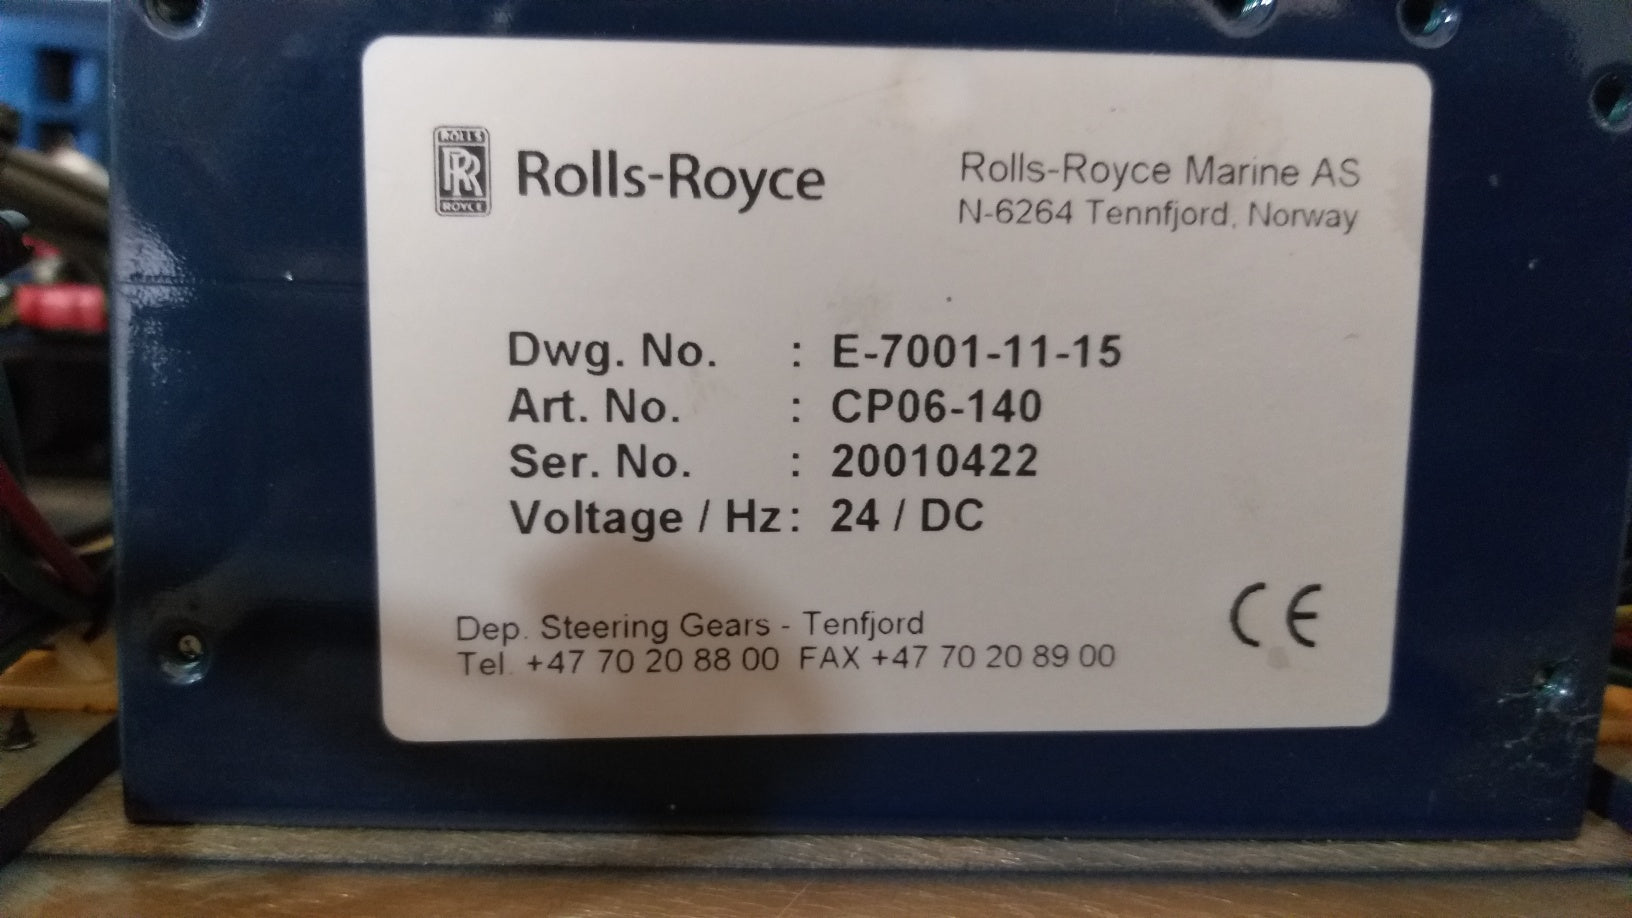 ROLLS
RR
ROYCE
Rolls-Royce
Rolls-Royce Marine AS
N-6264 Tennfjord, Norway
Dwg. No. : E-7001-11-15
Art. No. : CP06-140
Ser. No. : 20010422
Voltage / Hz : 24 / DC
Dep. Steering Gears - Tenfjord
Tel. +47 70 20 88 00 FAX +47 70 20 89 00
CE